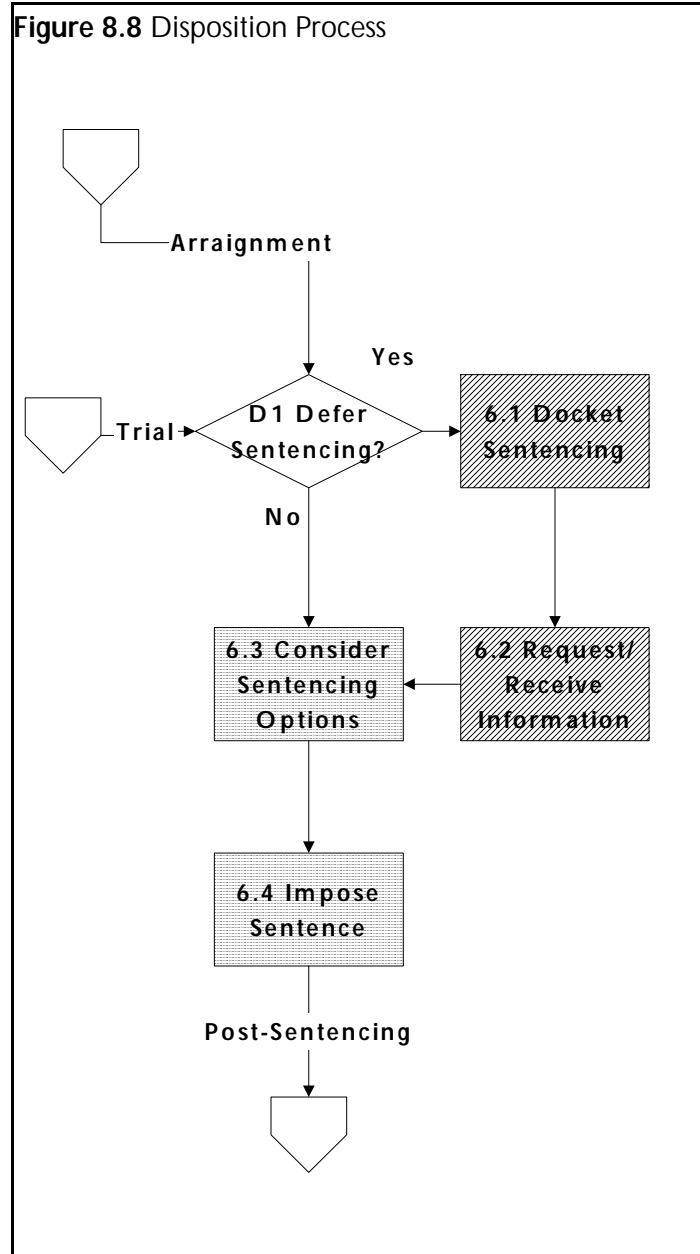 Figure 8.8 Disposition Process
Arraignment
Yes
Trial
D1 Defer
Sentencing?
6.1 Docket
Sentencing
No
6.3 Consider
Sentencing
Options
6.2 Request/
Receive
Information
6.4 Impose
Sentence
Post-Sentencing